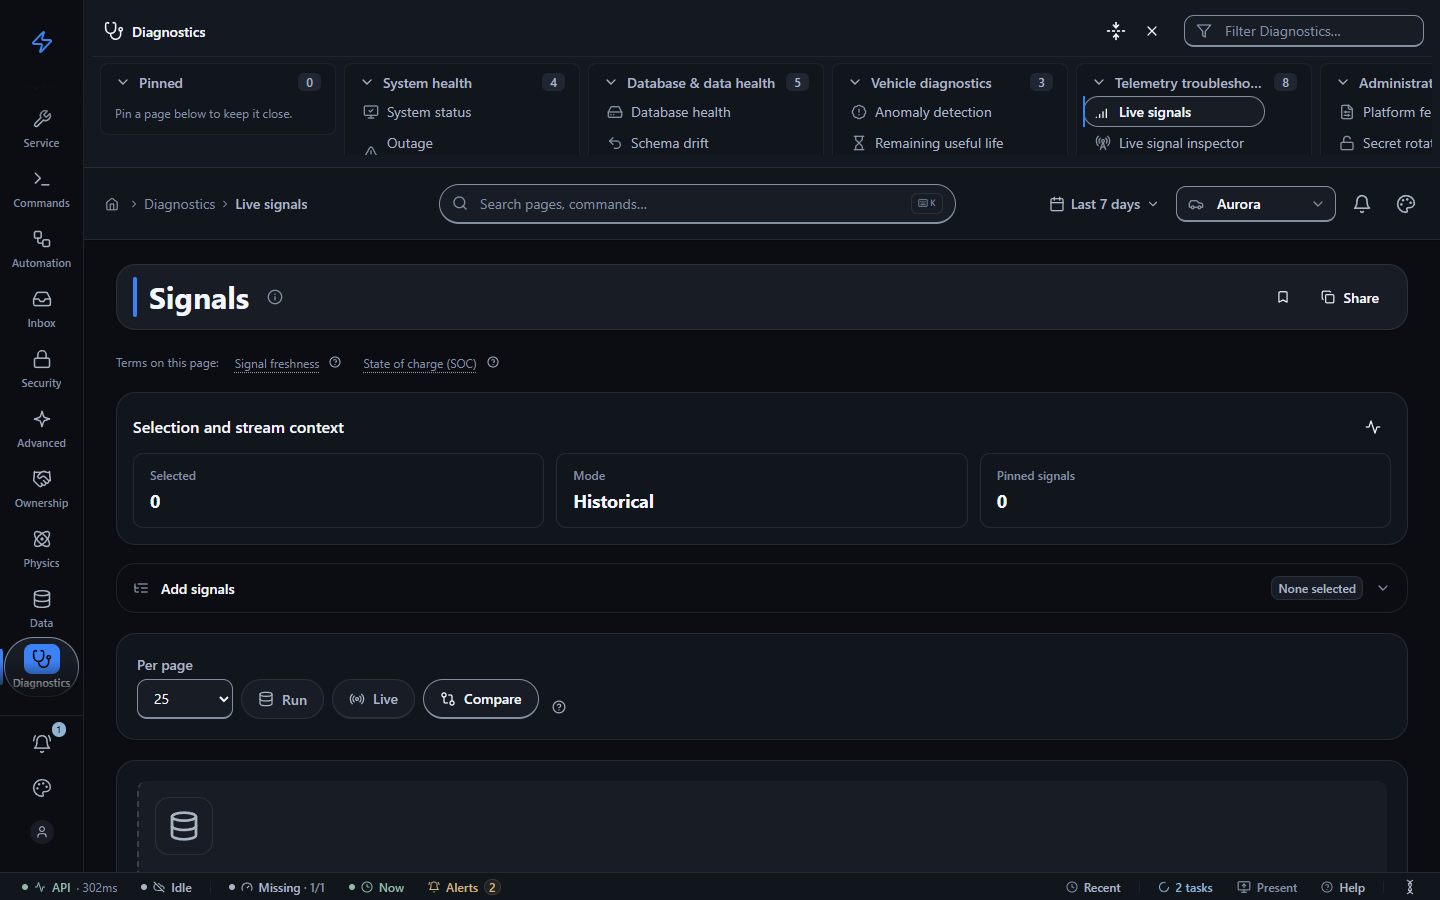 Diagnostics
Filter Diagnostics...
Pinned 0
Pin a page below to keep it close.
System health 4
System status
Outage
Database & data health 5
Database health
Schema drift
Vehicle diagnostics 3
Anomaly detection
Remaining useful life
Telemetry troublesho... 8
Live signals
Live signal inspector
Administrat
Platform fe
Secret rotat
Service
Commands
Automation
Inbox
Security
Advanced
Ownership
Physics
Data
Diagnostics
1
Diagnostics > Live signals
Search pages, commands...
K
Last 7 days
Aurora
Signals
Share
Terms on this page: Signal freshness State of charge (SOC)
Selection and stream context
Selected
0
Mode
Historical
Pinned signals
0
Add signals
None selected
Per page
25
Run
Live
Compare
API · 302ms
Idle
Missing · 1/1
Now
Alerts 2
Recent
2 tasks
Present
Help